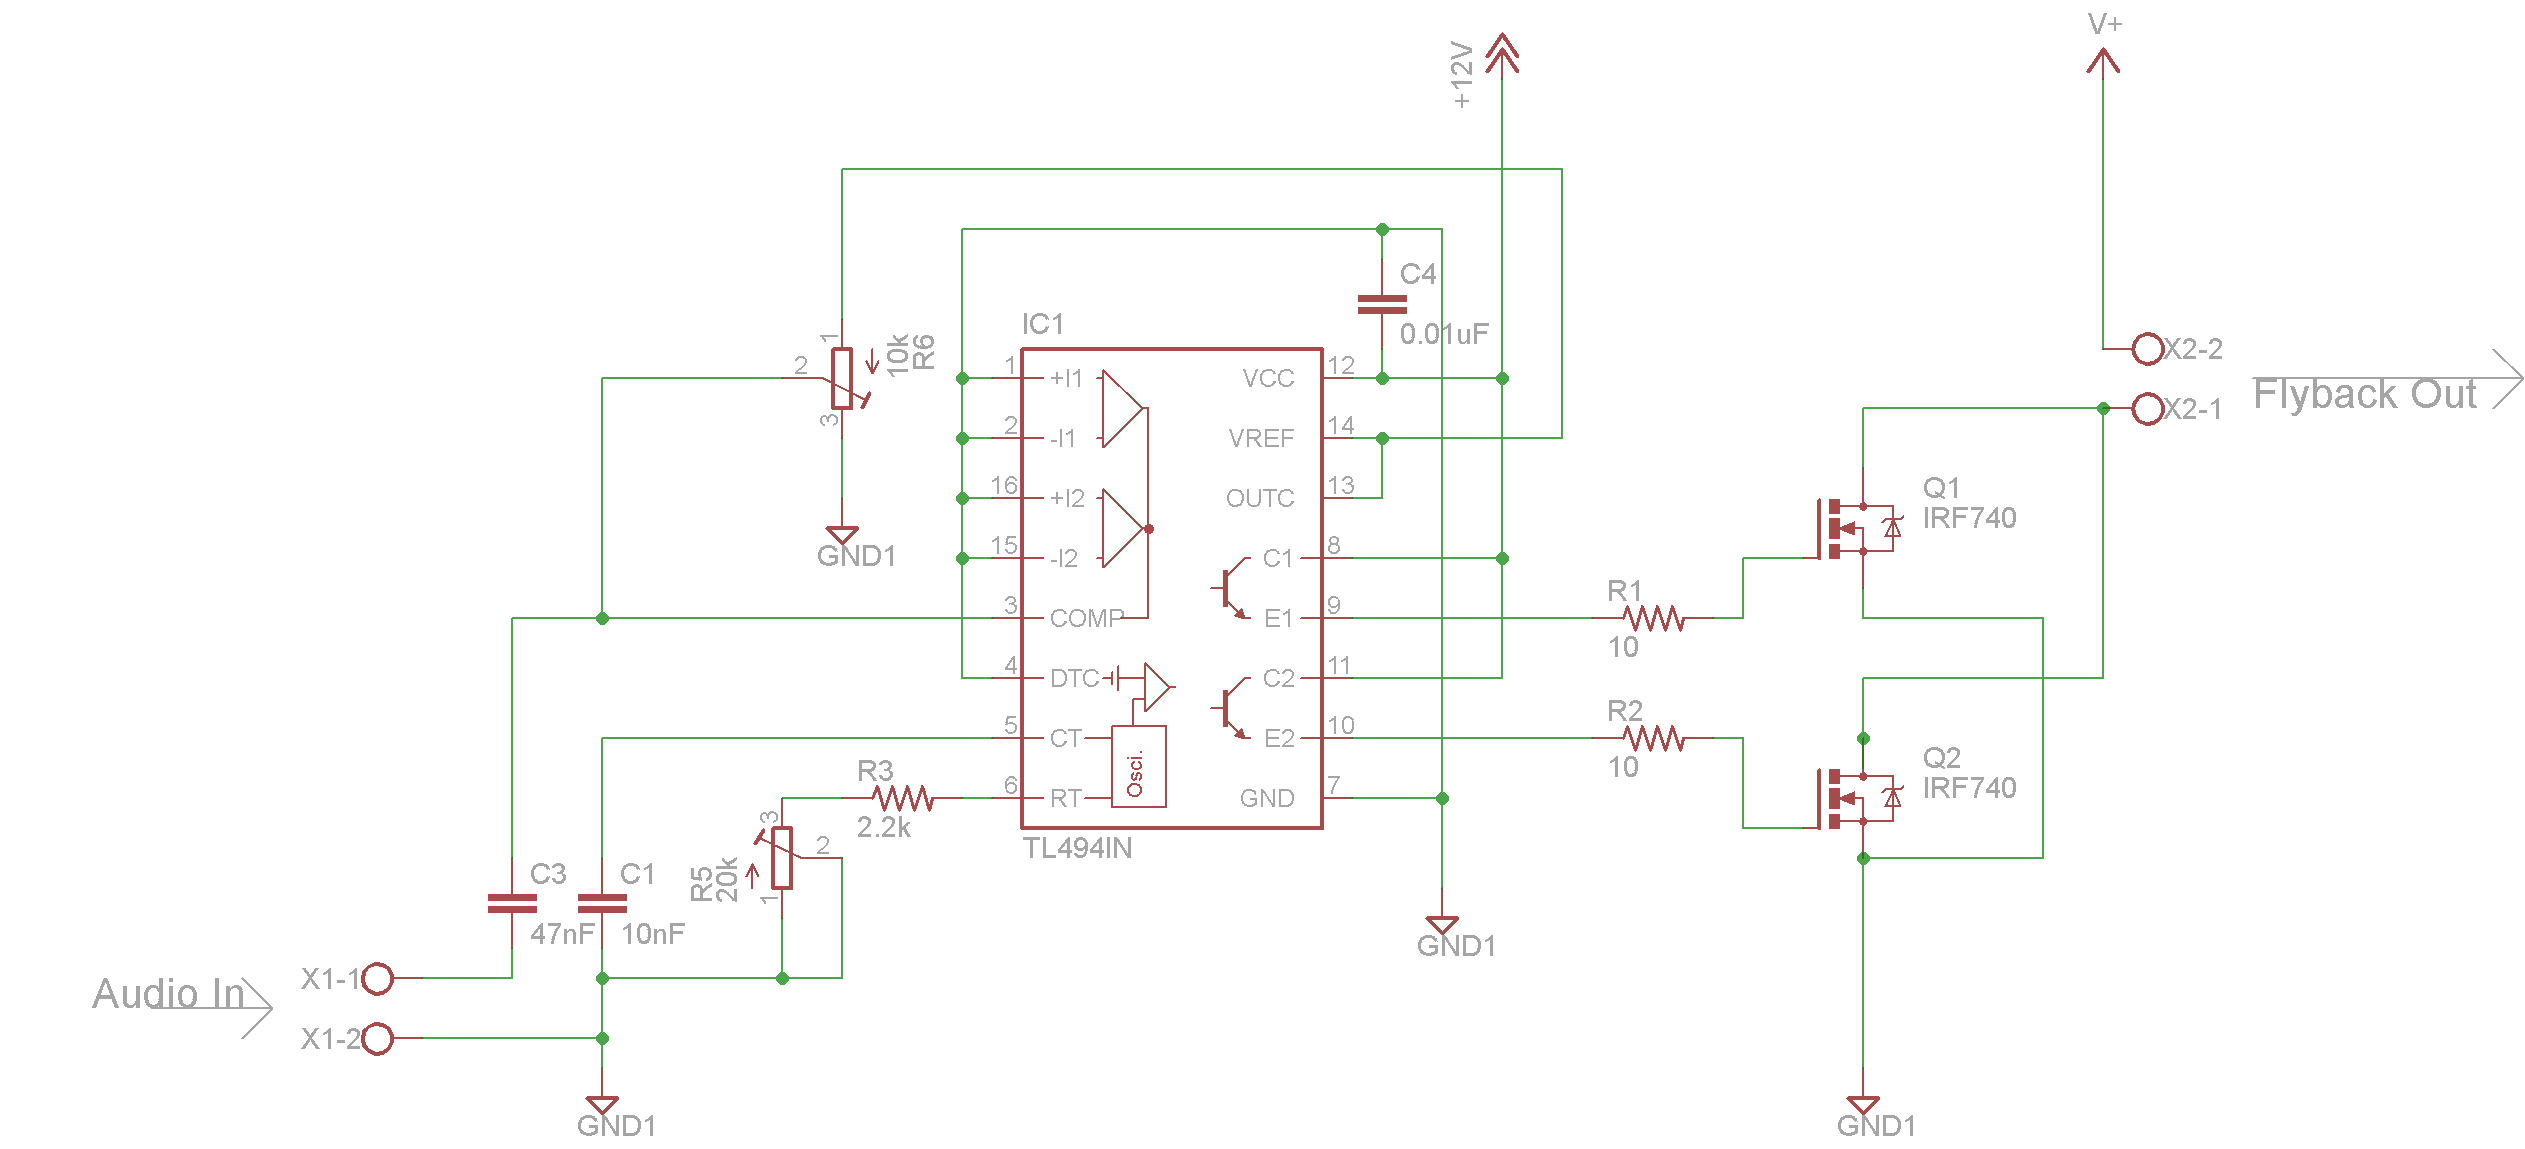 V+
+12V
C4
0.01uF
IC1
1
2
3
10k
R6
GND1
1
+I1
2
-I1
16
+I2
15
-I2
3
COMP
4
DTC
5
CT
6
RT
Osci.
VCC
12
VREF
14
OUTC
13
C1
8
E1
9
C2
11
E2
10
GND
7
TL494IN
X2-2
X2-1
Flyback Out
Q1
IRF740
R1
10
R2
10
Q2
IRF740
R3
2.2k
3
2
1
R5
20k
C3
47nF
C1
10nF
Audio In
X1-1
X1-2
GND1
GND1
GND1